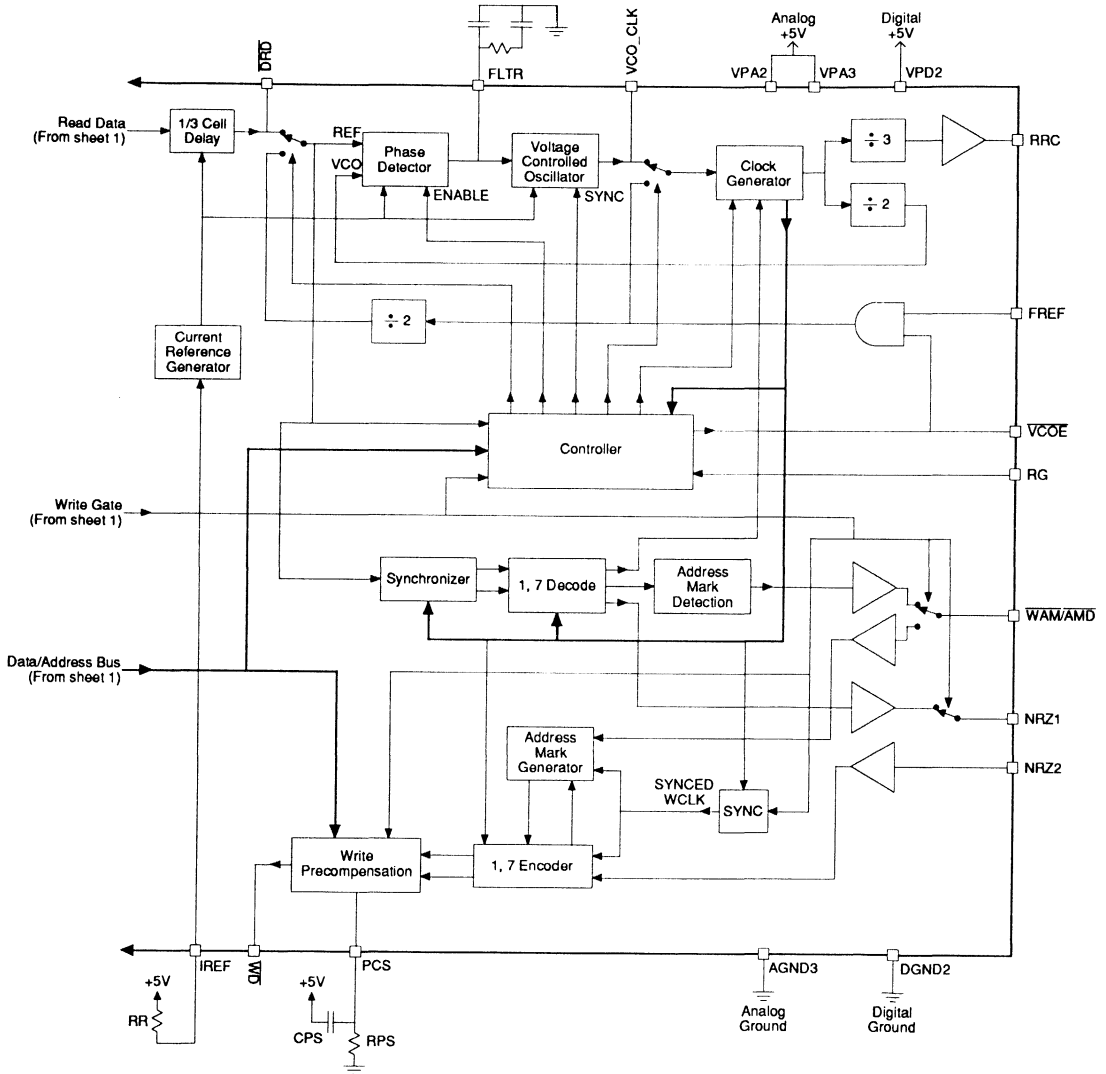 Analog
+5V
Digital
+5V
DRD
FLTR
VCO_CLK
VPA2
VPA3
VPD2
Read Data
(From sheet 1)
1/3 Cell
Delay
REF
VCO
Phase
Detector
ENABLE
Voltage
Controlled
Oscillator
SYNC
Clock
Generator
÷ 3
÷ 2
RRC
÷ 2
FREF
Current
Reference
Generator
Controller
VCOE
RG
Write Gate
(From sheet 1)
Synchronizer
1, 7 Decode
Address
Mark
Detection
WAM/AMD
Data/Address Bus
(From sheet 1)
NRZ1
Address
Mark
Generator
NRZ2
SYNCED
WCLK
SYNC
Write
Precompensation
1, 7 Encoder
IREF
WD
PCS
AGND3
DGND2
+5V
RR
+5V
CPS
RPS
Analog
Ground
Digital
Ground